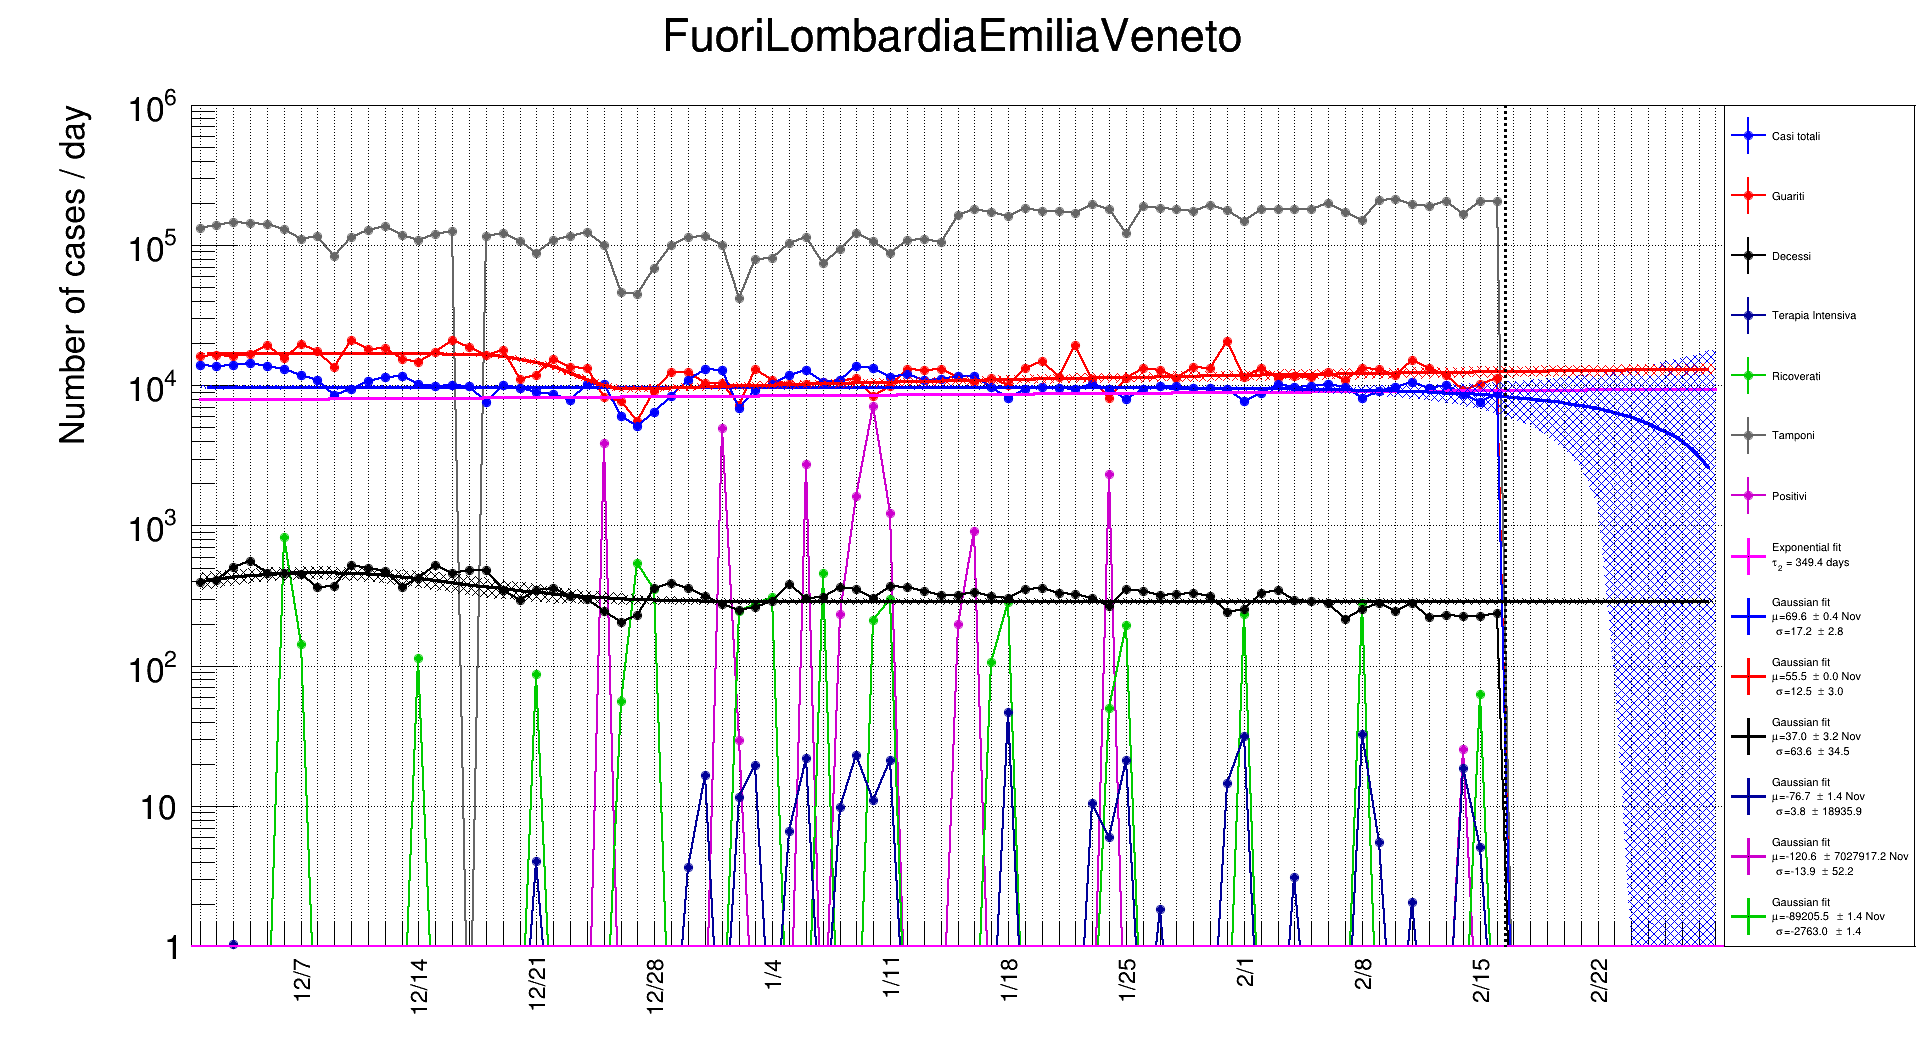 FuoriLombardiaEmiliaVeneto
Number of cases / day
10^6
10^5
10^4
10^3
10^2
10
1
12/7
12/14
12/21
12/28
1/4
1/11
1/18
1/25
2/1
2/8
2/15
2/22
Casi totali
Guariti
Decessi
Terapia Intensiva
Ricoverati
Tamponi
Positivi
Exponential fit
τ_2 = 349.4 days
Gaussian fit
μ=69.6 ± 0.4 Nov
σ=17.2 ± 2.8
Gaussian fit
μ=55.5 ± 0.0 Nov
σ=12.5 ± 3.0
Gaussian fit
μ=37.0 ± 3.2 Nov
σ=63.6 ± 34.5
Gaussian fit
μ=-76.7 ± 1.4 Nov
σ=3.8 ± 18935.9
Gaussian fit
μ=-120.6 ± 7027917.2 Nov
σ=-13.9 ± 52.2
Gaussian fit
μ=-89205.5 ± 1.4 Nov
σ=-2763.0 ± 1.4